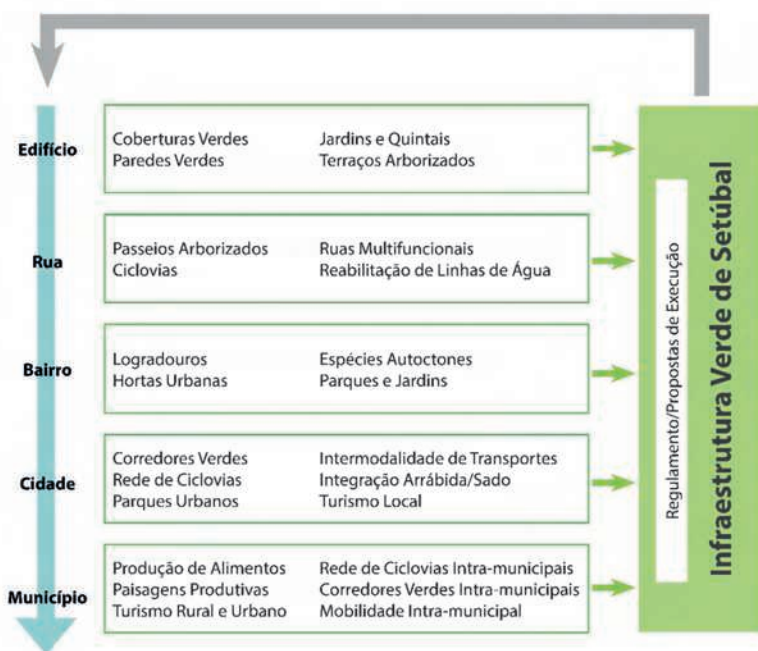 Edifício
Coberturas Verdes
Paredes Verdes
Jardins e Quintais
Terraços Arborizados
Rua
Passeios Arborizados
Ciclovias
Ruas Multifuncionais
Reabilitação de Linhas de Água
Bairro
Logradouros
Hortas Urbanas
Espécies Autoctones
Parques e Jardins
Cidade
Corredores Verdes
Rede de Ciclovias
Parques Urbanos
Intermodalidade de Transportes
Integração Arrábida/Sado
Turismo Local
Município
Produção de Alimentos
Paisagens Produtivas
Turismo Rural e Urbano
Rede de Ciclovias Intra-municipais
Corredores Verdes Intra-municipais
Mobilidade Intra-municipal
Regulamento/Propostas de Execução
Infraestrutura Verde de Setúbal